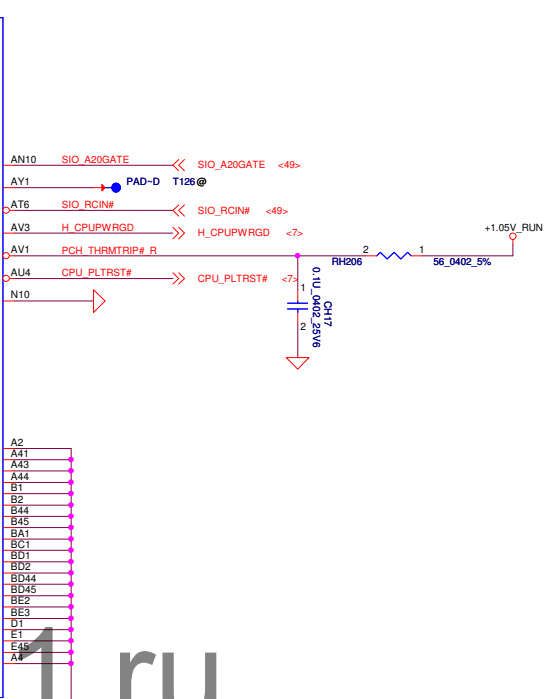 AN10 SIO_A20GATE SIO_A20GATE <49>
AY1 PAD~D T126@
AT6 SIO_RCIN# SIO_RCIN# <49>
+1.05V_RUN
AV3 H_CPUPWRGD H_CPUPWRGD <7>
AV1 PCH_THRMTRIP#_R 2 1
RH206 56_0402_5%
AU4 CPU_PLTRST# CPU_PLTRST# <7>
N10
1
2
0.1U_0402_25V6
CH17
A2
A41
A43
A44
B1
B2
B44
B45
BA1
BC1
BD1
BD2
BD44
BD45
BE2
BE3
D1
E1
E45
A4
1.ru